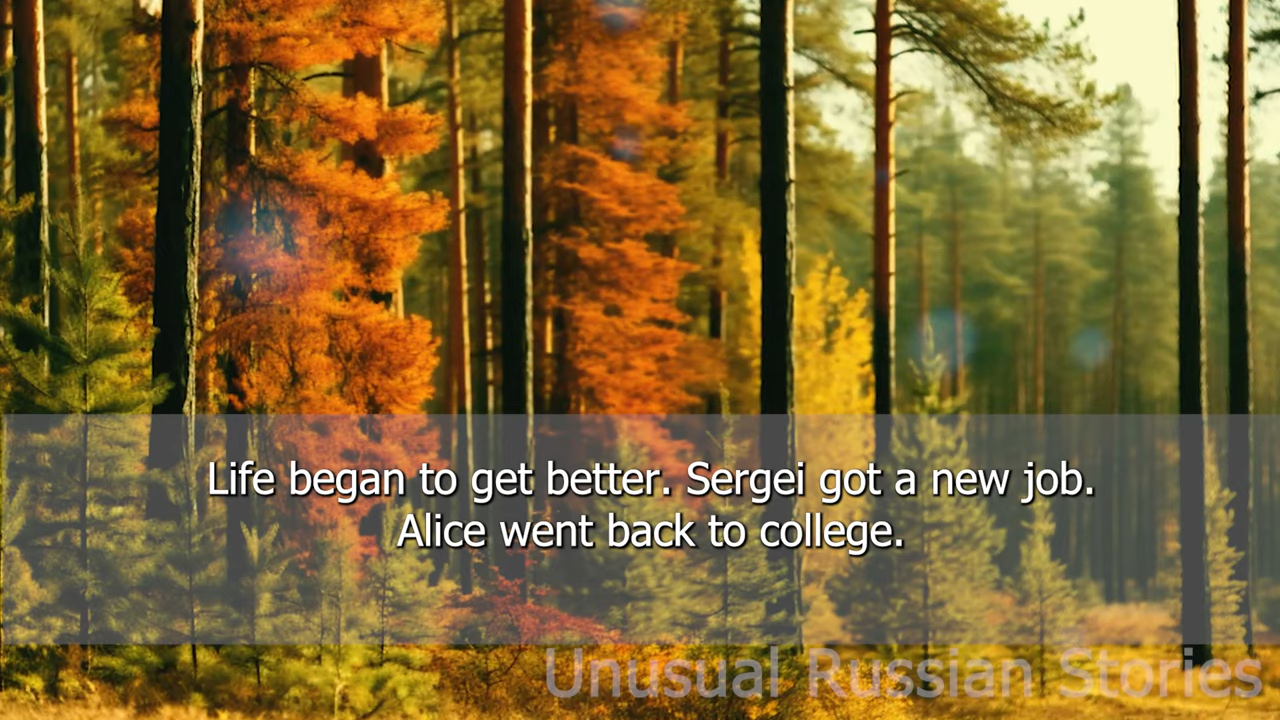 Life began to get better. Sergei got a new job.
Alice went back to college.
Unusual Russian Stories